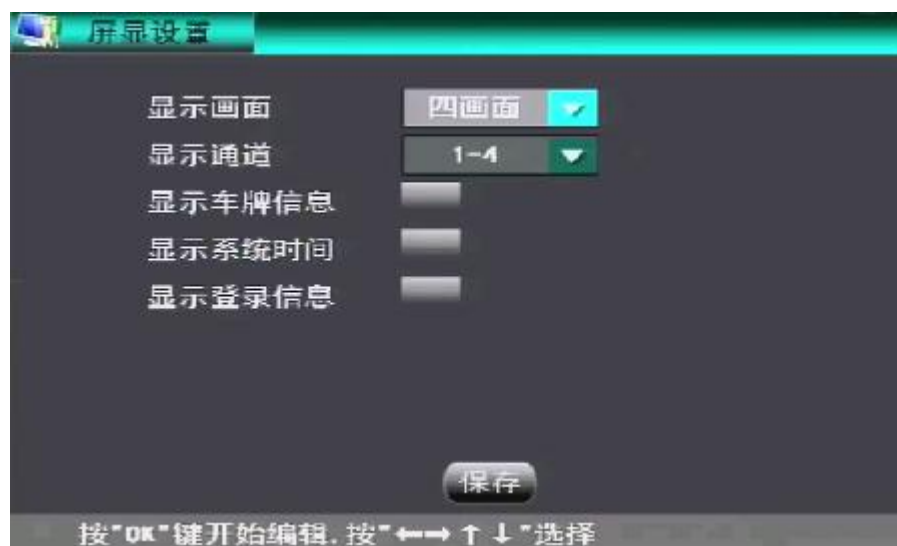 屏显设置
显示画面 四画面
显示通道 1-4
显示车牌信息
显示系统时间
显示登录信息
保存
按"OK"键开始编辑.按"←→↑↓"选择